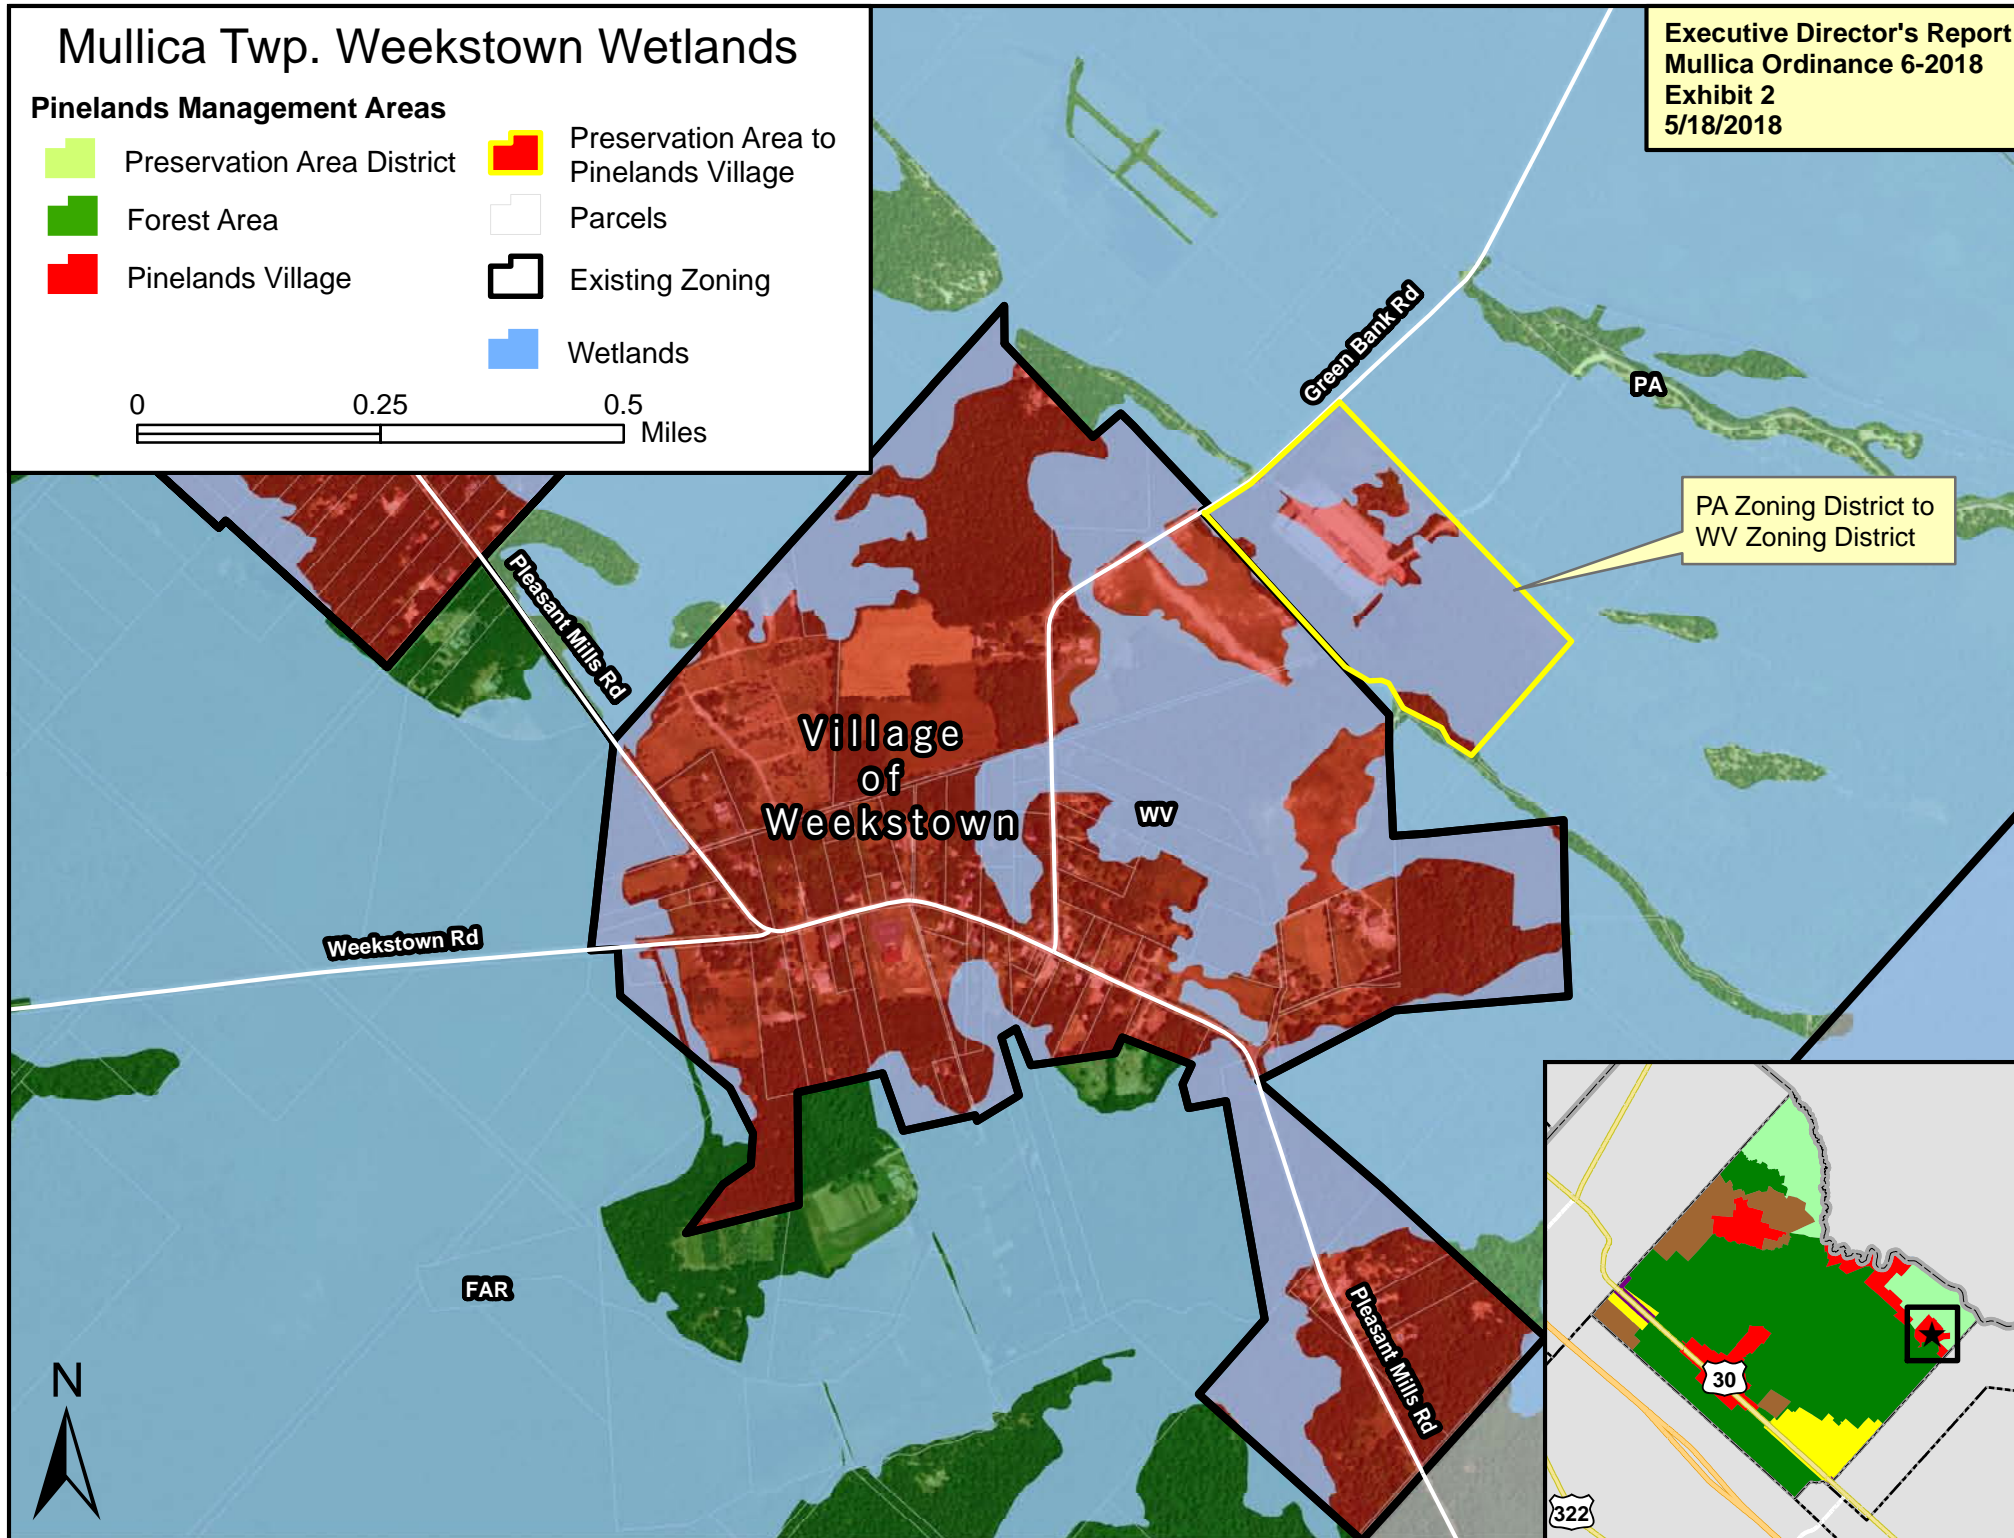 Mullica Twp. Weekstown Wetlands
Pinelands Management Areas
Preservation Area District
Forest Area
Pinelands Village
Preservation Area to
Pinelands Village
Parcels
Existing Zoning
Wetlands
0 0.25 0.5
Miles
Executive Director's Report
Mullica Ordinance 6-2018
Exhibit 2
5/18/2018
Green Bank Rd
PA
PA Zoning District to
WV Zoning District
Pleasant Mills Rd
Village
of
Weekstown
WV
Weekstown Rd
FAR
Pleasant Mills Rd
N
30
322